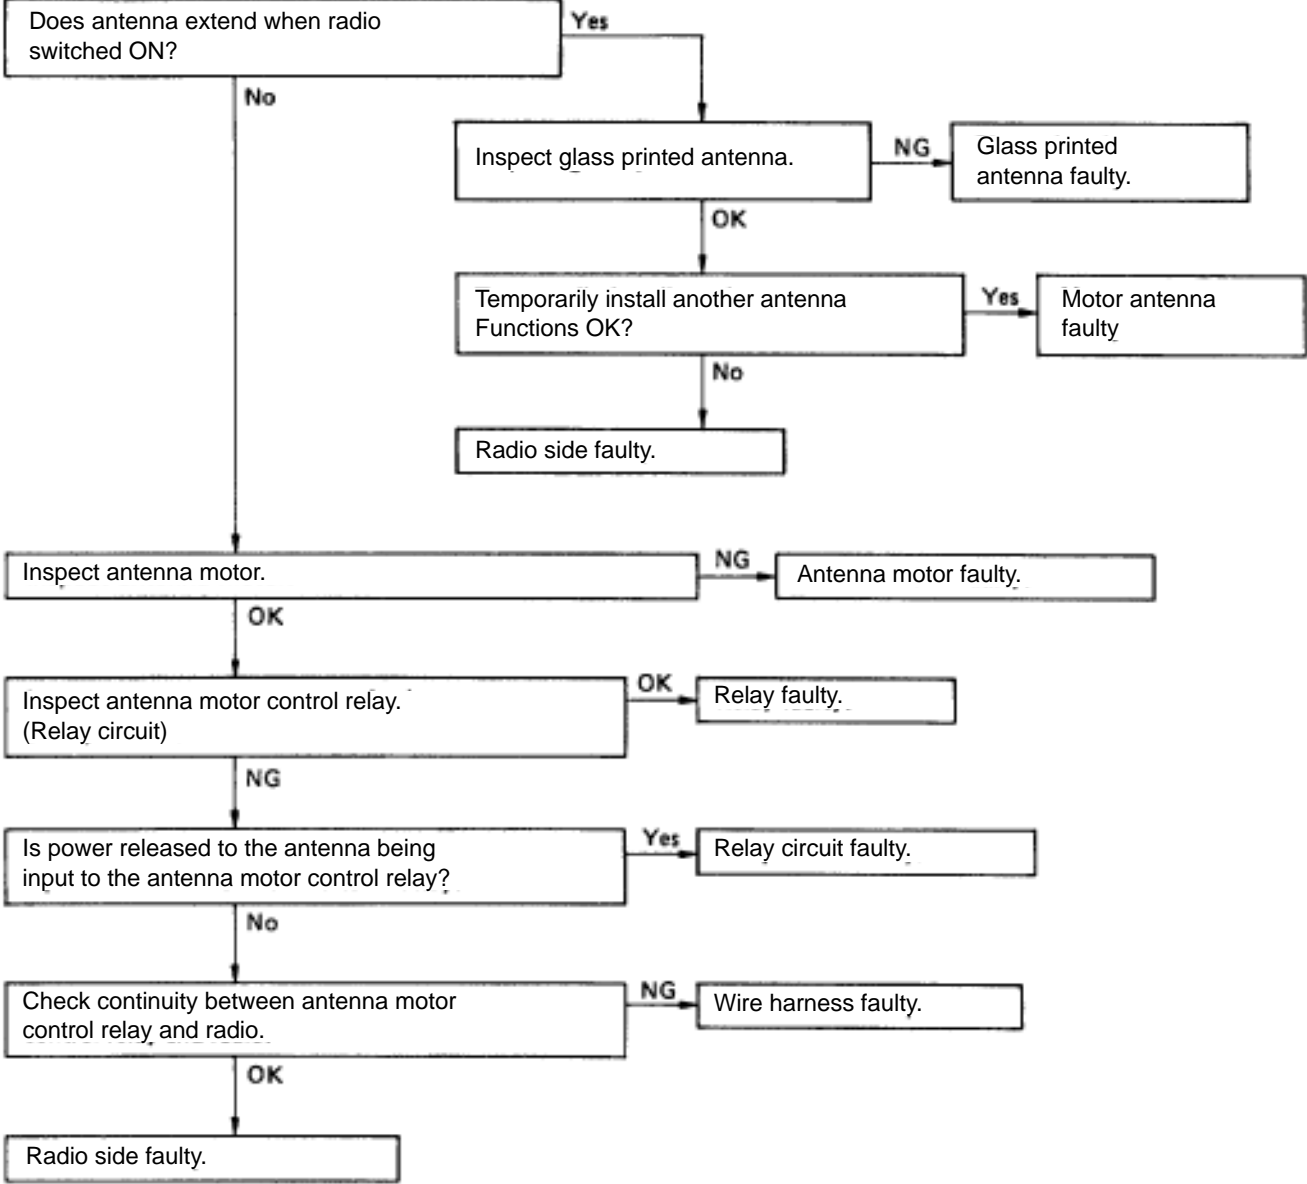 Does antenna extend when radio
switched ON?
Yes
No
Inspect glass printed antenna.
NG
Glass printed
antenna faulty.
OK
Temporarily install another antenna
Functions OK?
Yes
Motor antenna
faulty
No
Radio side faulty.
Inspect antenna motor.
NG
Antenna motor faulty.
OK
Inspect antenna motor control relay.
(Relay circuit)
OK
Relay faulty.
NG
Is power released to the antenna being
input to the antenna motor control relay?
Yes
Relay circuit faulty.
No
Check continuity between antenna motor
control relay and radio.
NG
Wire harness faulty.
OK
Radio side faulty.